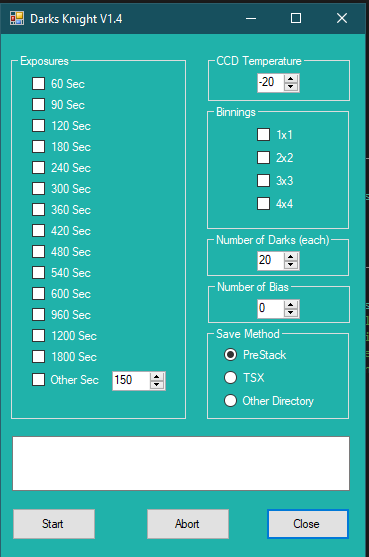 Darks Knight V1.4
Exposures
60 Sec
90 Sec
120 Sec
180 Sec
240 Sec
300 Sec
360 Sec
420 Sec
480 Sec
540 Sec
600 Sec
960 Sec
1200 Sec
1800 Sec
Other Sec 150
CCD Temperature
-20
Binnings
1x1
2x2
3x3
4x4
Number of Darks (each)
20
Number of Bias
0
Save Method
PreStack
TSX
Other Directory
Start Abort Close